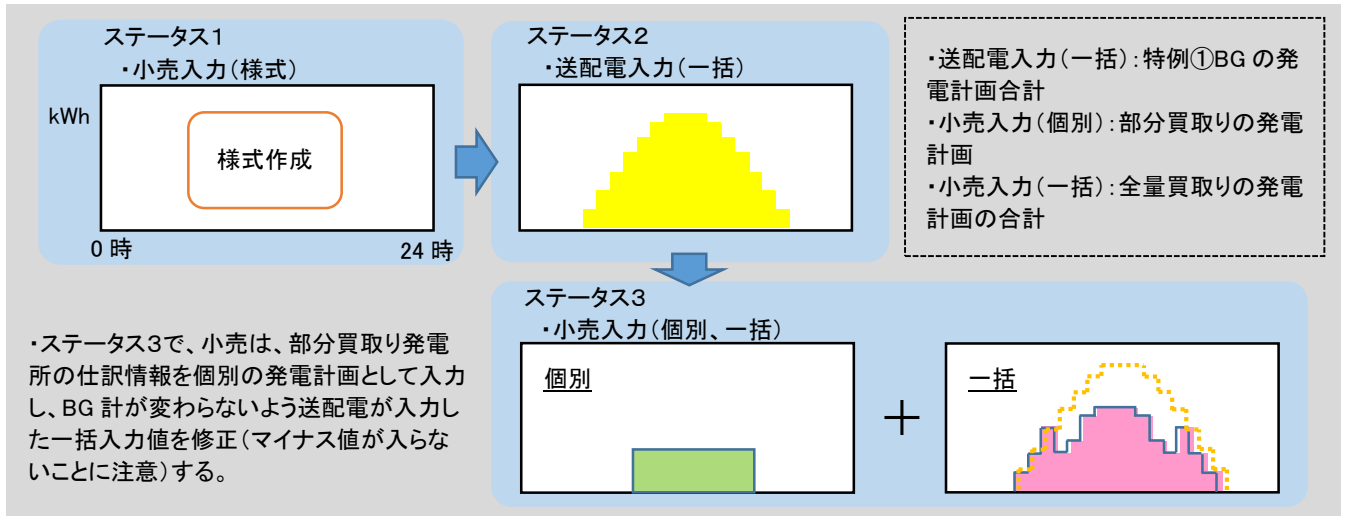 ステータス1
・小売入力(様式)
kWh
様式作成
0 時
24 時
ステータス2
・送配電入力(一括)
・送配電入力(一括):特例①BG の発
電計画合計
・小売入力(個別):部分買取りの発電
計画
・小売入力(一括):全量買取りの発電
計画の合計
・ステータス3で、小売は、部分買取り発電
所の仕訳情報を個別の発電計画として入力
し、BG 計が変わらないよう送配電が入力し
た一括入力値を修正(マイナス値が入らな
いことに注意)する。
ステータス3
・小売入力(個別、一括)
個別
+
一括